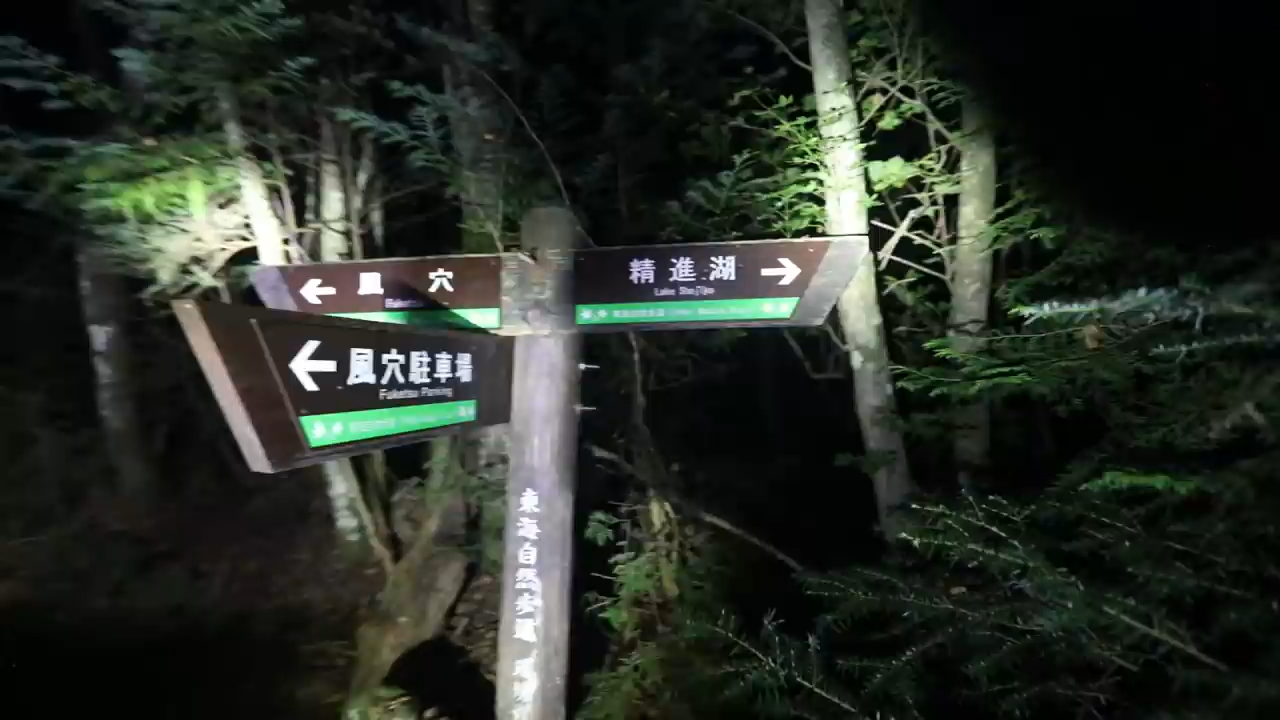 ← 風穴
精進湖 →
Lake Shojiko
← 風穴駐車場
Fuketsu Parking
東海自然歩道